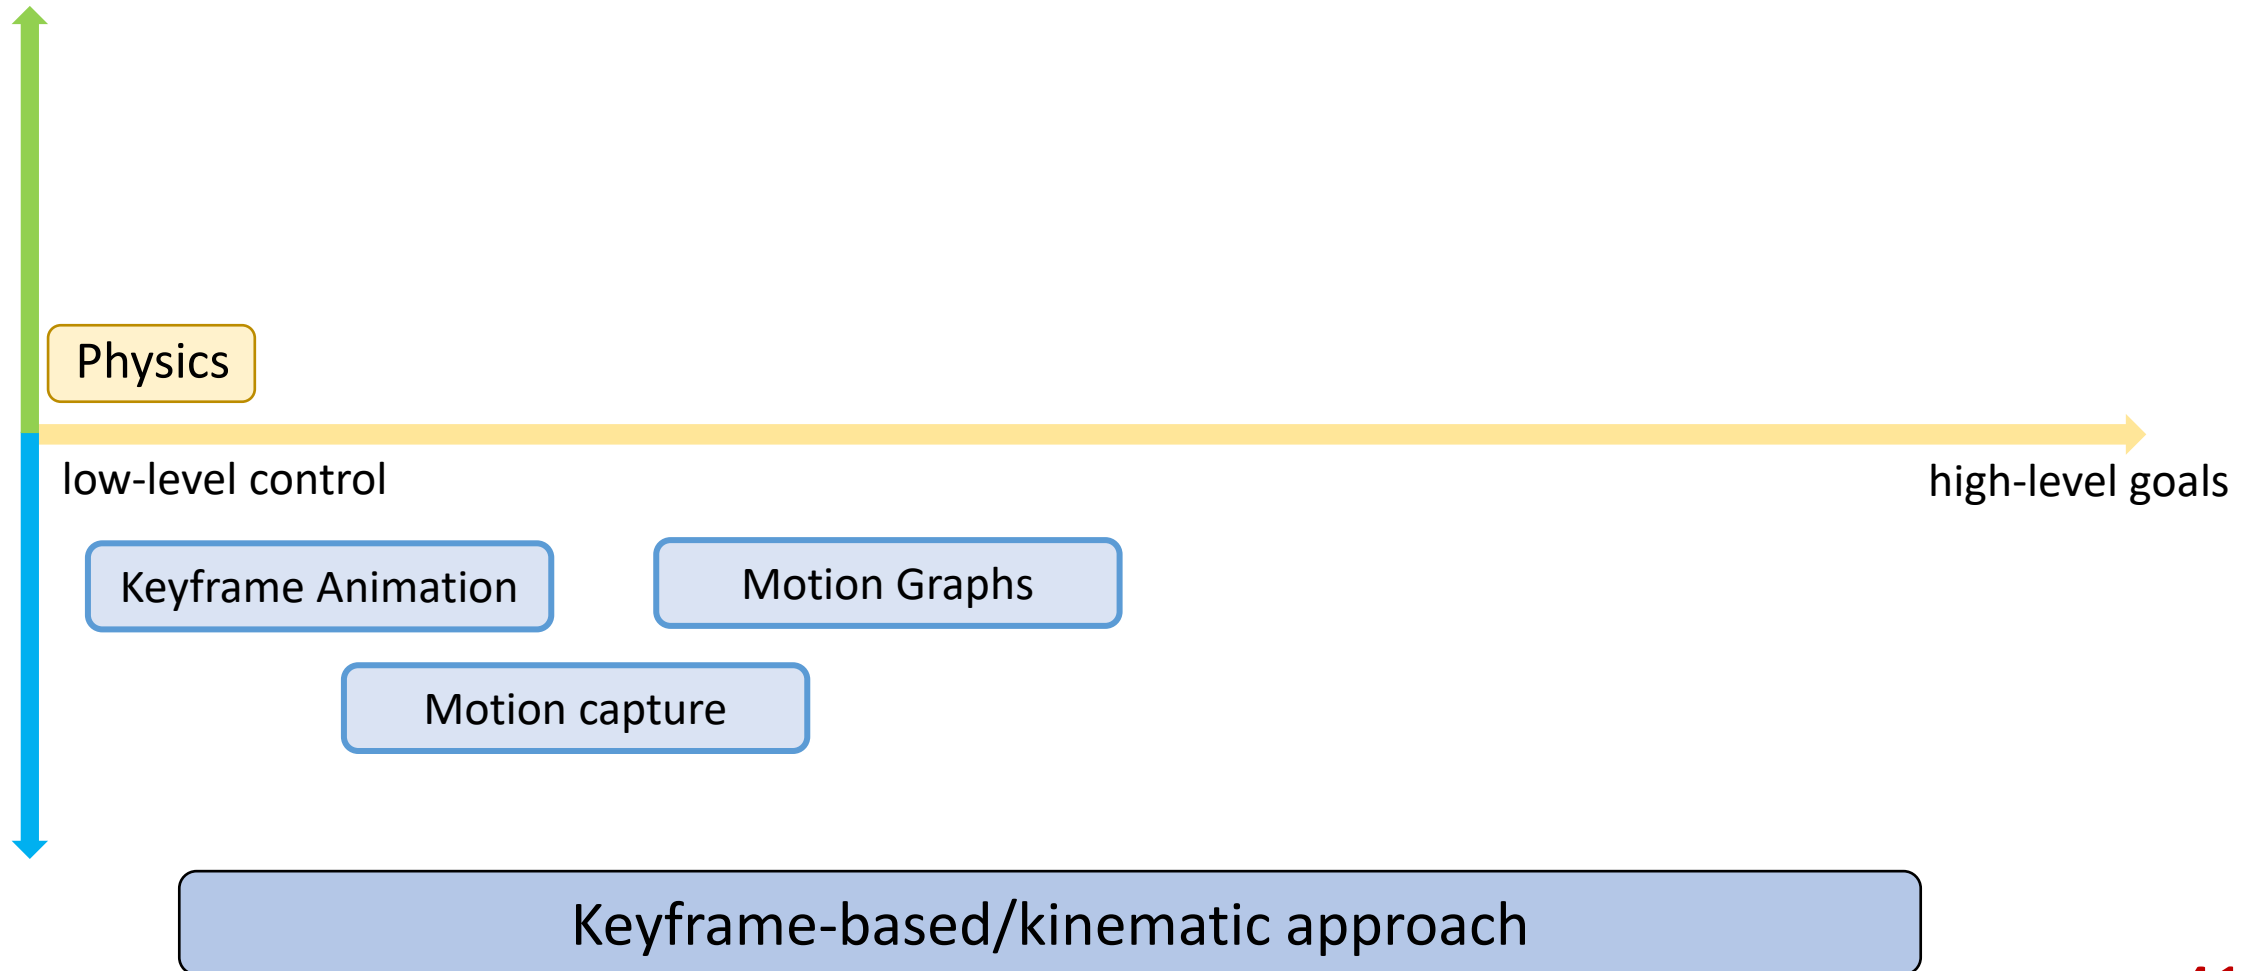 Physics
low-level control
high-level goals
Keyframe Animation
Motion Graphs
Motion capture
Keyframe-based/kinematic approach